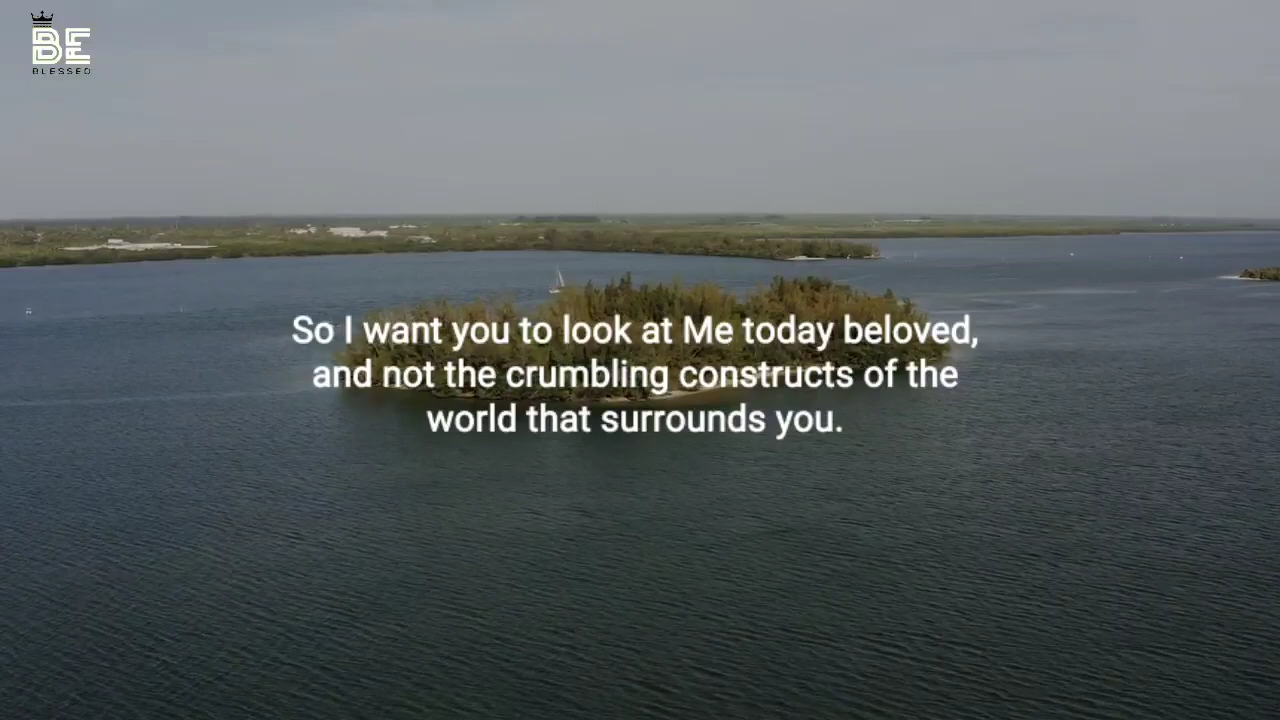 BE
BLESSED
So I want you to look at Me today beloved,
and not the crumbling constructs of the
world that surrounds you.